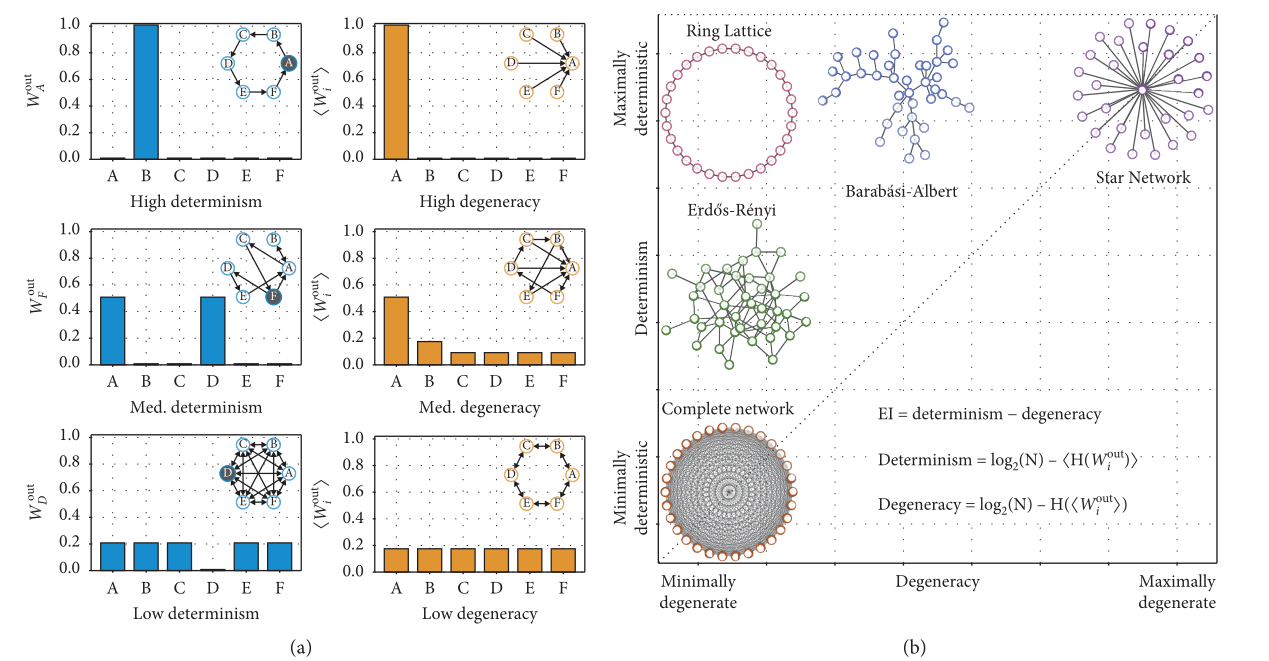 1.0
0.8
0.6
0.4
0.2
0.0
W_A^out
A B C D E F
High determinism
C B
D A
E F
1.0
0.8
0.6
0.4
0.2
0.0
⟨W_i^out⟩
A B C D E F
High degeneracy
C B
D A
E F
1.0
0.8
0.6
0.4
0.2
0.0
W_F^out
A B C D E F
Med. determinism
C B
D A
E F
1.0
0.8
0.6
0.4
0.2
0.0
⟨W_i^out⟩
A B C D E F
Med. degeneracy
C B
D A
E F
1.0
0.8
0.6
0.4
0.2
0.0
W_D^out
A B C D E F
Low determinism
C B
D A
E F
1.0
0.8
0.6
0.4
0.2
0.0
⟨W_i^out⟩
A B C D E F
Low degeneracy
C B
D A
E F
(a)
Maximally
deterministic
Determinism
Minimally
deterministic
Ring Lattice
Barabási-Albert
Star Network
Erdős-Rényi
Complete network
EI = determinism − degeneracy
Determinism = log₂(N) − ⟨H(W_i^out)⟩
Degeneracy = log₂(N) − H(⟨W_i^out⟩)
Minimally
degenerate
Degeneracy
Maximally
degenerate
(b)